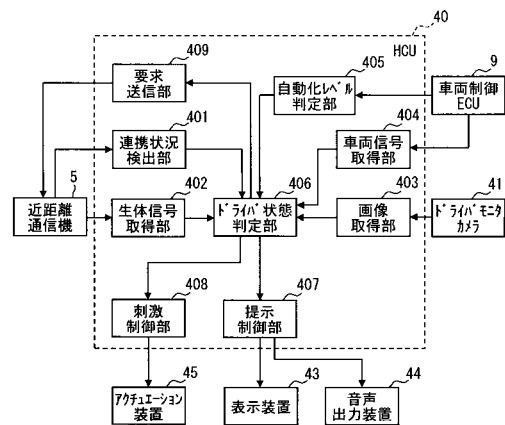 40
HCU
409
要求
送信部
405
自動化レベル
判定部
9
車両制御
ECU
401
連携状況
検出部
404
車両信号
取得部
5
近距離
通信機
402
生体信号
取得部
406
ドライバ状態
判定部
403
画像
取得部
41
ドライバモニタ
カメラ
408
刺激
制御部
407
提示
制御部
45
アクチュエーション
装置
43
表示装置
44
音声
出力装置